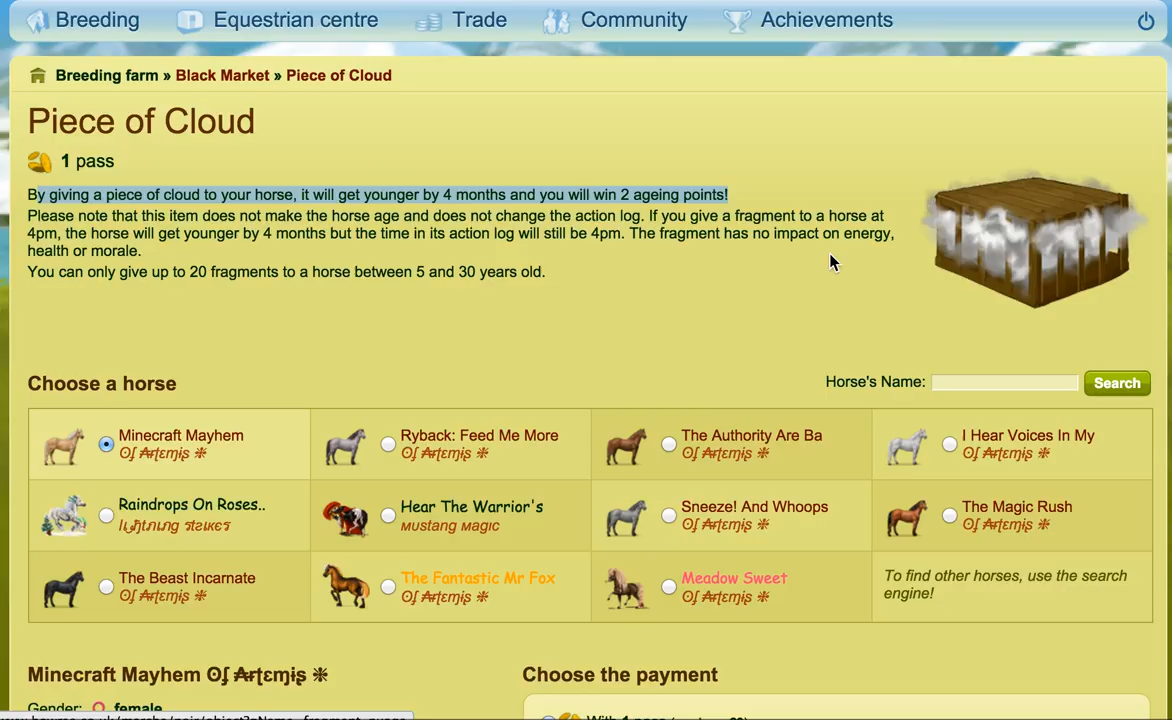 Breeding Equestrian centre Trade Community Achievements
Breeding farm » Black Market » Piece of Cloud
Piece of Cloud
1 pass
By giving a piece of cloud to your horse, it will get younger by 4 months and you will win 2 ageing points!
Please note that this item does not make the horse age and does not change the action log. If you give a fragment to a horse at
4pm, the horse will get younger by 4 months but the time in its action log will still be 4pm. The fragment has no impact on energy,
health or morale.
You can only give up to 20 fragments to a horse between 5 and 30 years old.
Choose a horse
Horse's Name: Search
Minecraft Mayhem
Ryback: Feed Me More
The Authority Are Ba
I Hear Voices In My
Raindrops On Roses..
Hear The Warrior's
мusтang мagιc
Sneeze! And Whoops
The Magic Rush
The Beast Incarnate
The Fantastic Mr Fox
Meadow Sweet
To find other horses, use the search
engine!
Minecraft Mayhem
Choose the payment
Gender: female
With 1 pass